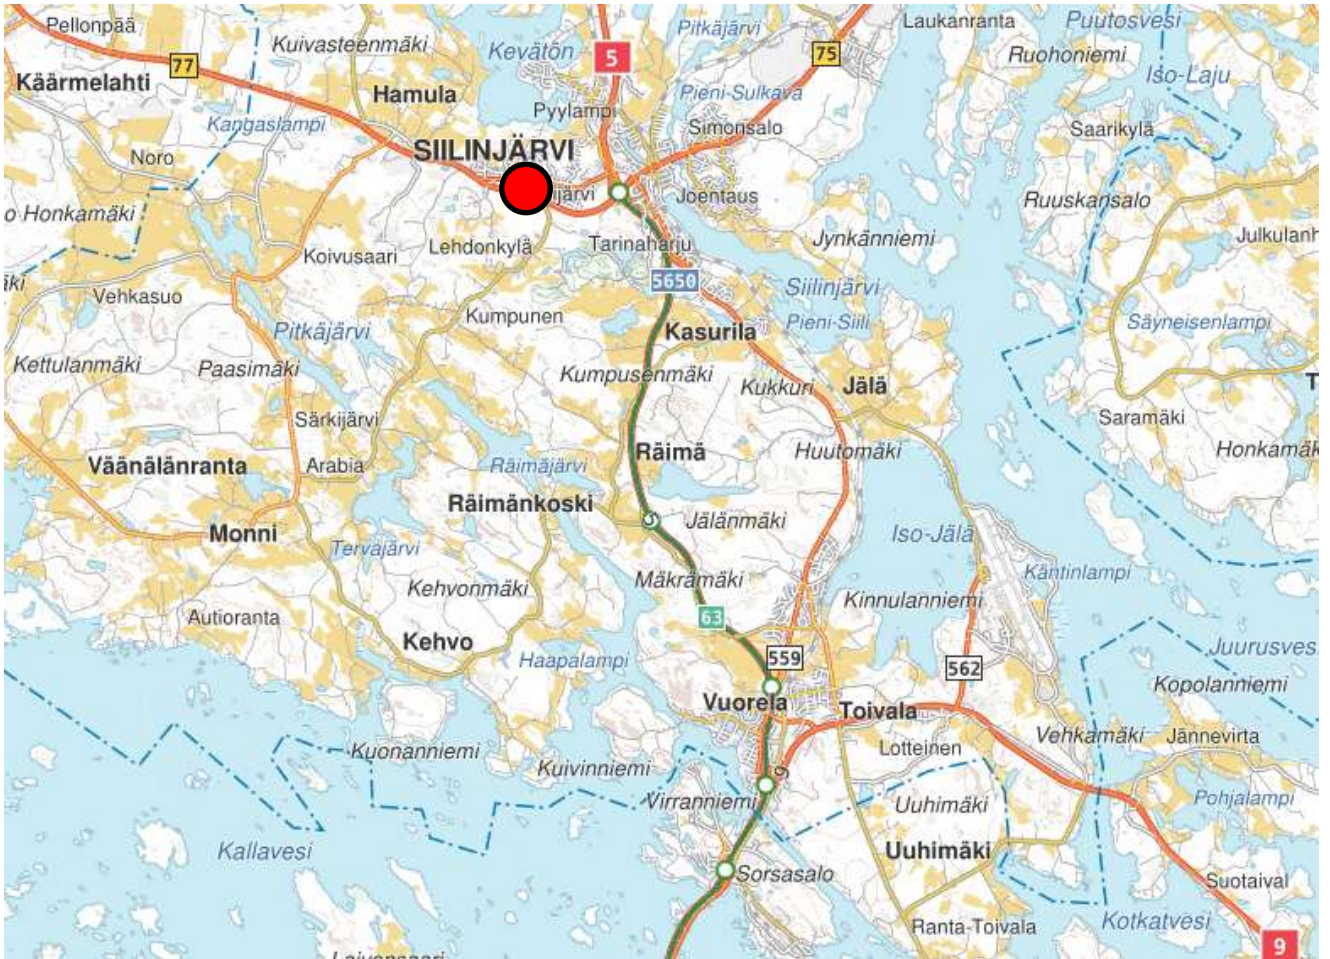 Pellonpää
Kuivasteenmäki
Kevätön
5
Pitkäjärvi
Laukanranta
Puutosvesi
Ruohoniemi
77
75
Iso-Laju
Käärmelahti
Hamula
Pyylampi
Pieni-Sulkava
Kangaslampi
Simonsalo
Saarikylä
Noro
SIILINJÄRVI
ijärvi
Joentaus
Ruuskansalo
o Honkamäki
Lehdonkylä
Tarinaharju
Jynkänniemi
Julkulanh
Koivusaari
äki
Vehkasuo
5650
Siilinjärvi
Pitkäjärvi
Kumpunen
Kasurila
Pieni-Siili
Säyneisenlampi
Kettulanmäki
Paasimäki
Kumpusenmäki
Kukkuri
Jälä
T
Särkijärvi
Saramäki
Väänälänranta
Arabia
Räimäjärvi
Räimä
Huutomäki
Honkamäk
Räimänkoski
Jälänmäki
Monni
Tervajärvi
Iso-Jälä
Kehvonmäki
Mäkrämäki
Käntinlampi
Autioranta
63
Kinnulanniemi
Kehvo
Haapalampi
559
562
Juurusves
Kopolanniemi
Vuorela
Toivala
Kuonanniemi
Lotteinen
Vehkamäki
Jännevirta
Kuivinniemi
9
Virranniemi
Uuhimäki
Pohjalampi
Kallavesi
Sorsasalo
Uuhimäki
Suotaival
Ranta-Toivala
Kotkatvesi
9